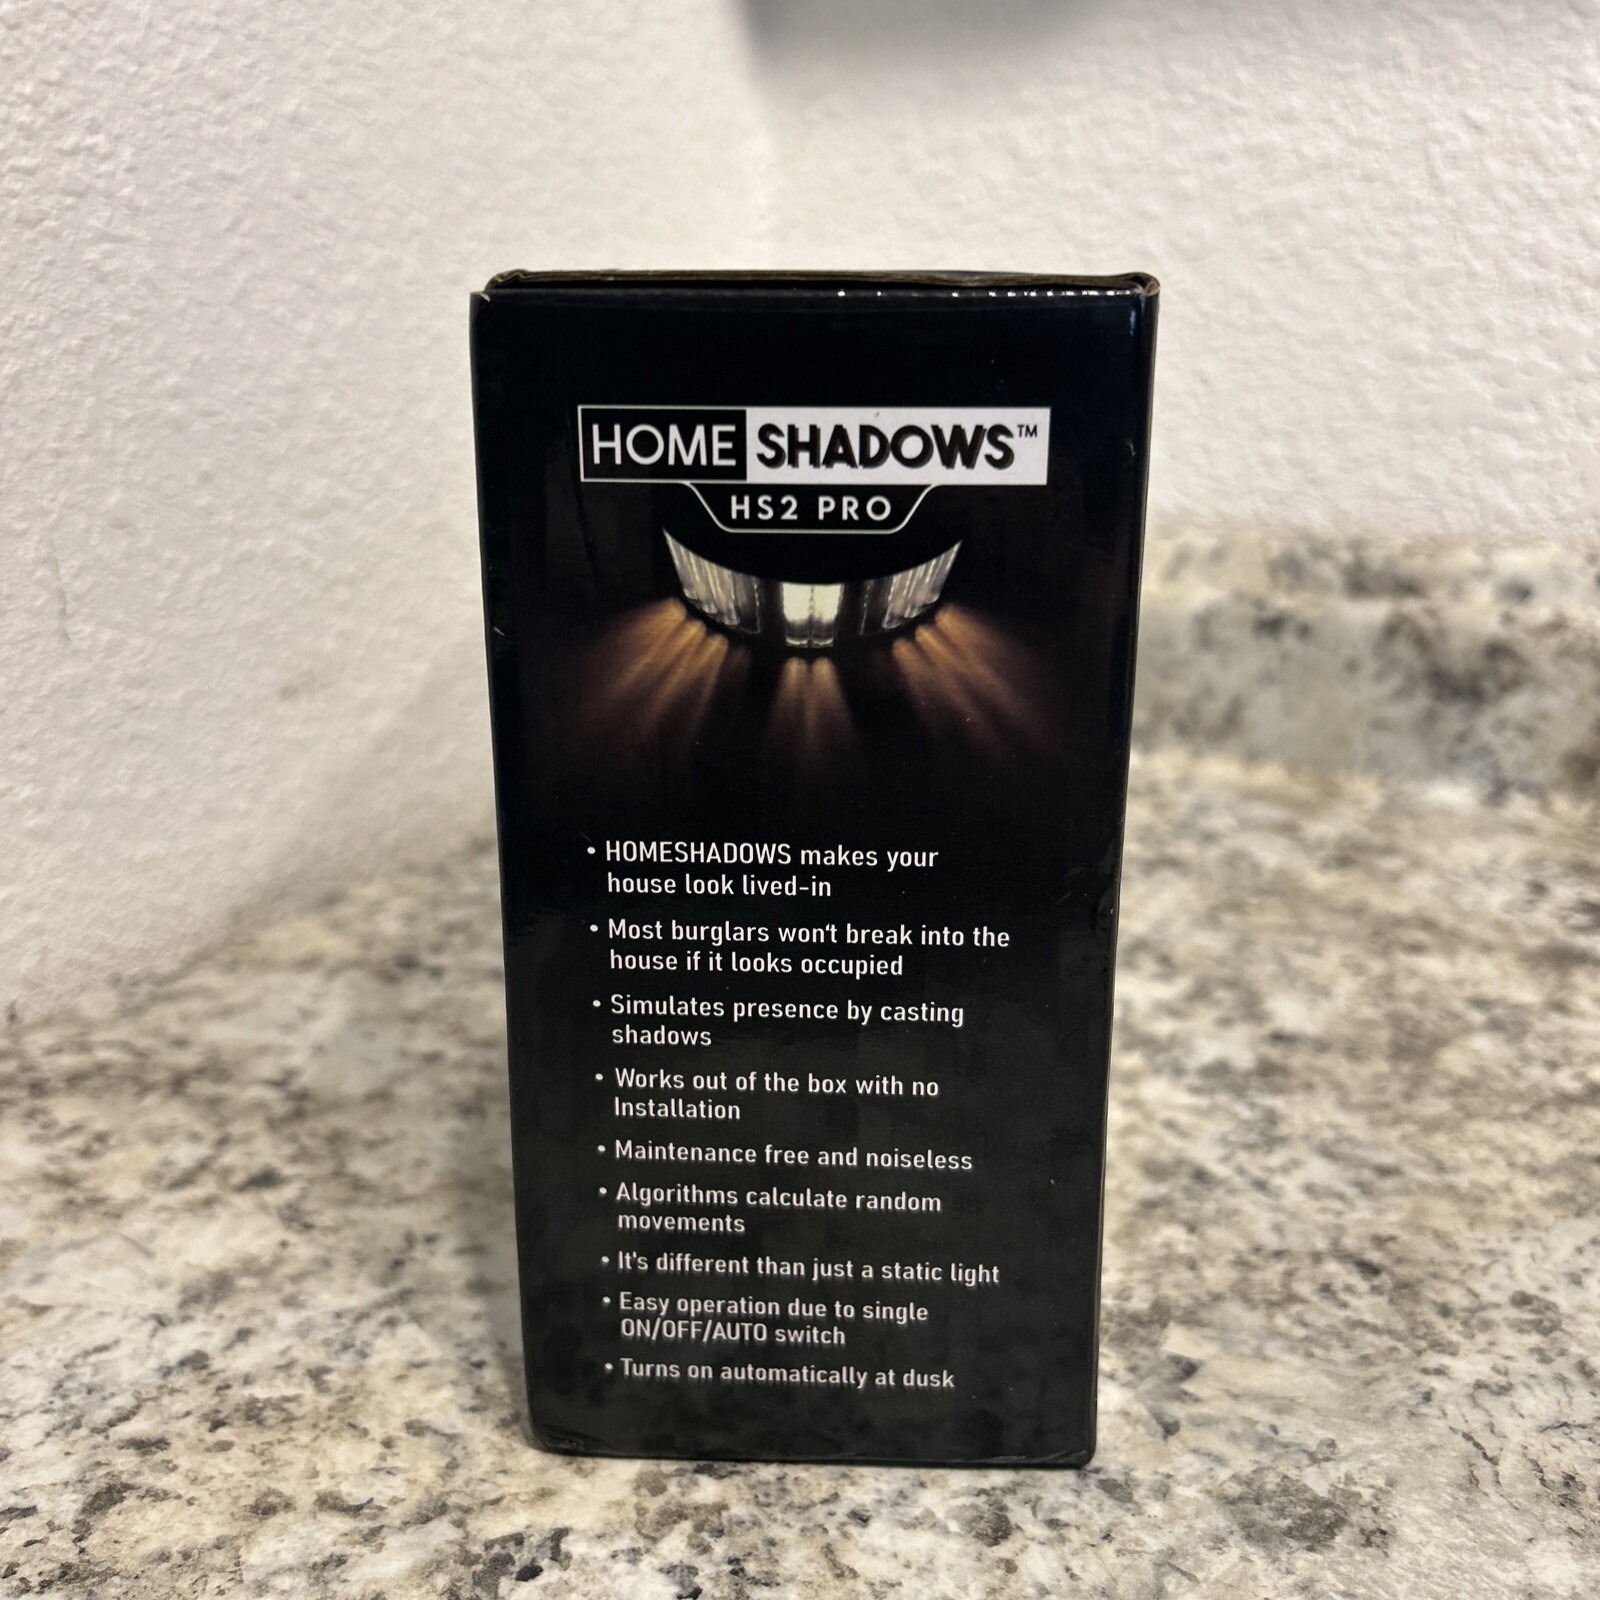 HOME SHADOWS™
HS2 PRO
• HOMESHADOWS makes your
house look lived-in
• Most burglars won't break into the
house if it looks occupied
• Simulates presence by casting
shadows
• Works out of the box with no
Installation
• Maintenance free and noiseless
• Algorithms calculate random
movements
• It's different than just a static light
• Easy operation due to single
ON/OFF/AUTO switch
• Turns on automatically at dusk